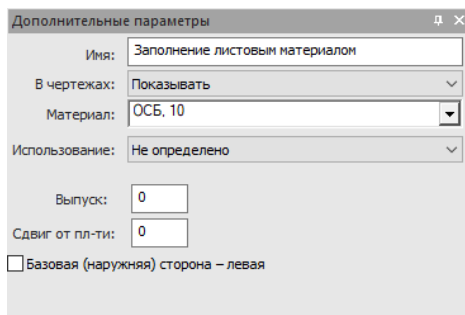 Дополнительные параметры
Имя: Заполнение листовым материалом
В чертежах: Показывать
Материал: ОСБ, 10
Использование: Не определено
Выпуск: 0
Сдвиг от пл-ти: 0
Базовая (наружняя) сторона – левая